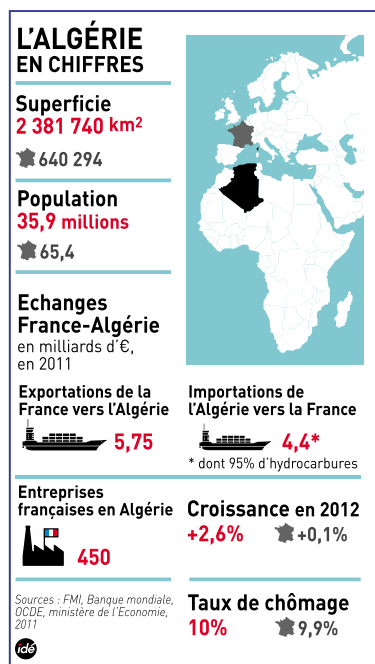 L'ALGÉRIE
EN CHIFFRES
Superficie
2 381 740 km2
640 294
Population
35,9 millions
65,4
Echanges
France-Algérie
en milliards d'€,
en 2011
Exportations de la
France vers l'Algérie
5,75
Importations de
l'Algérie vers la France
4,4*
* dont 95% d'hydrocarbures
Entreprises
françaises en Algérie
450
Croissance en 2012
+2,6%
+0,1%
Taux de chômage
10%
9,9%
Sources : FMI, Banque mondiale,
OCDE, ministère de l'Economie,
2011
idé